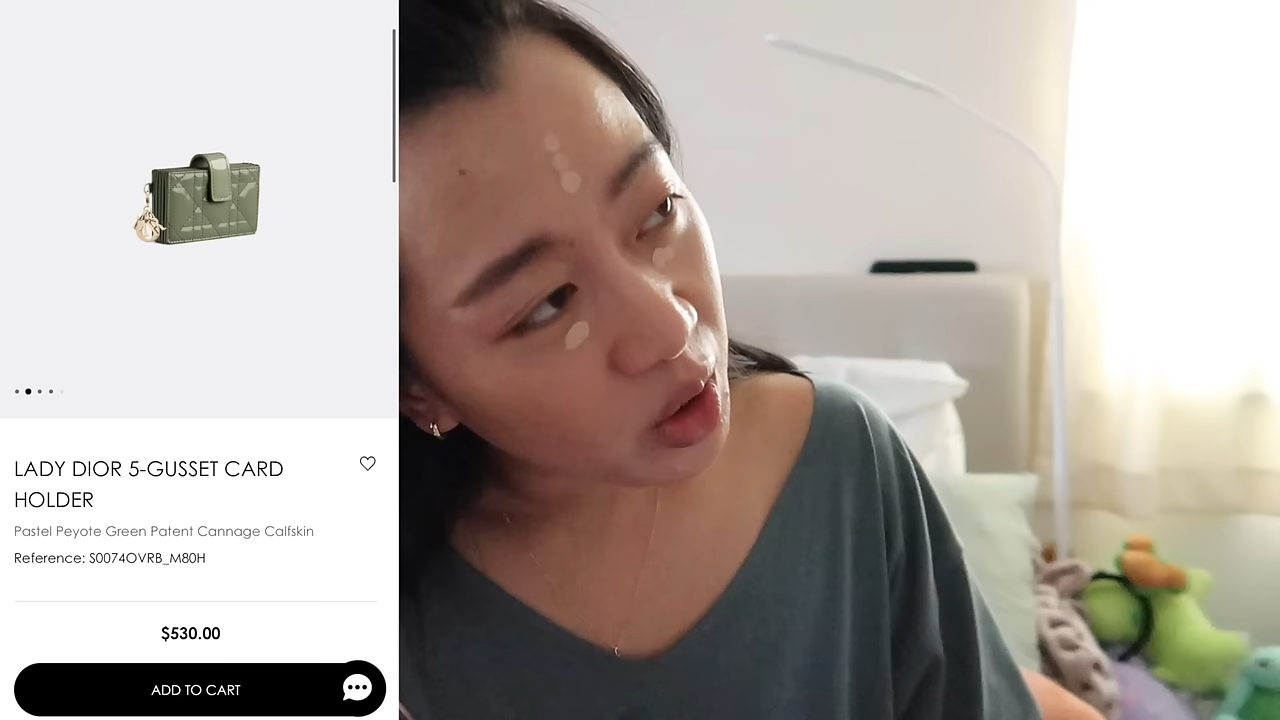 LADY DIOR 5-GUSSET CARD
HOLDER
Pastel Peyote Green Patent Cannage Calfskin
Reference: S0074OVRB_M80H
$530.00
ADD TO CART